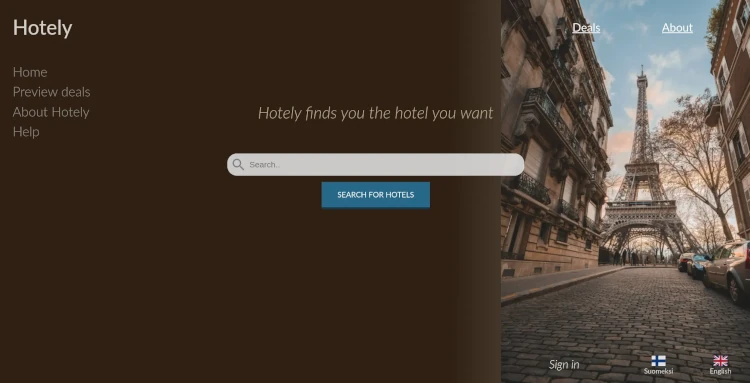 Hotely
Deals
About
Home
Preview deals
About Hotely
Help
Hotely finds you the hotel you want
Search..
SEARCH FOR HOTELS
Sign in
Suomeksi
English